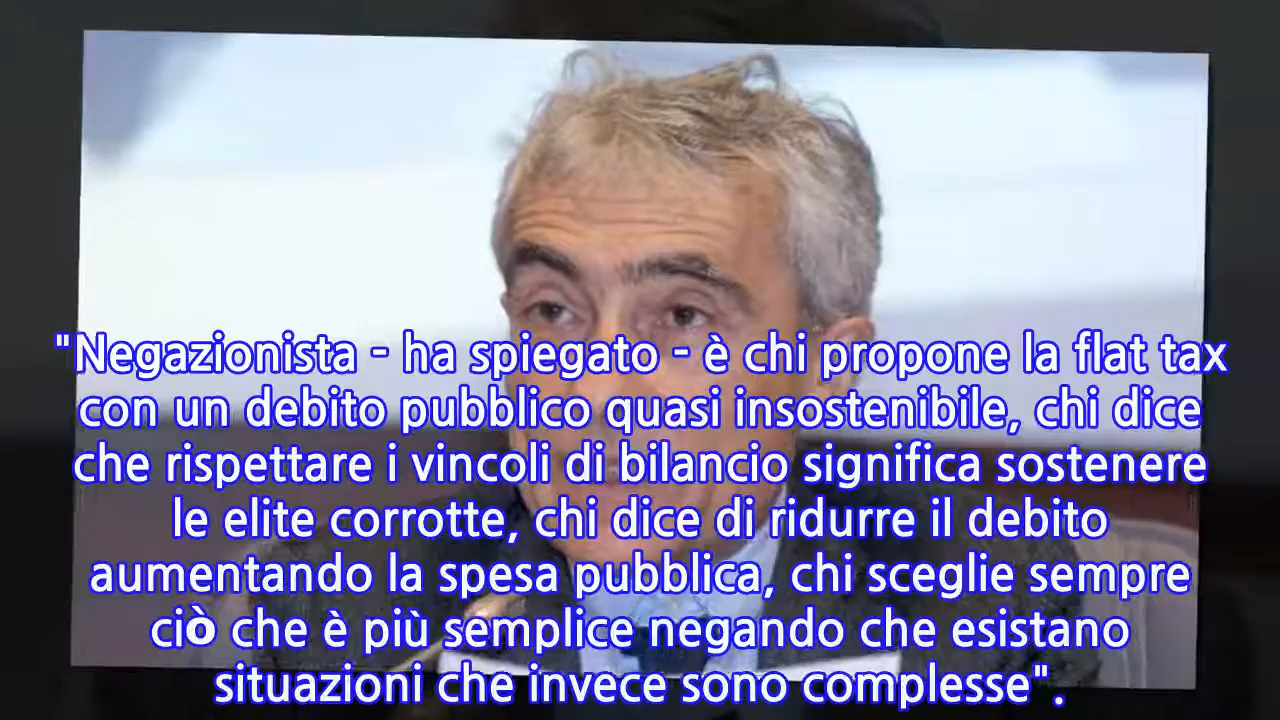 "Negazionista - ha spiegato - è chi propone la flat tax
con un debito pubblico quasi insostenibile, chi dice
che rispettare i vincoli di bilancio significa sostenere
le elite corrotte, chi dice di ridurre il debito
aumentando la spesa pubblica, chi sceglie sempre
ciò che è più semplice negando che esistano
situazioni che invece sono complesse".